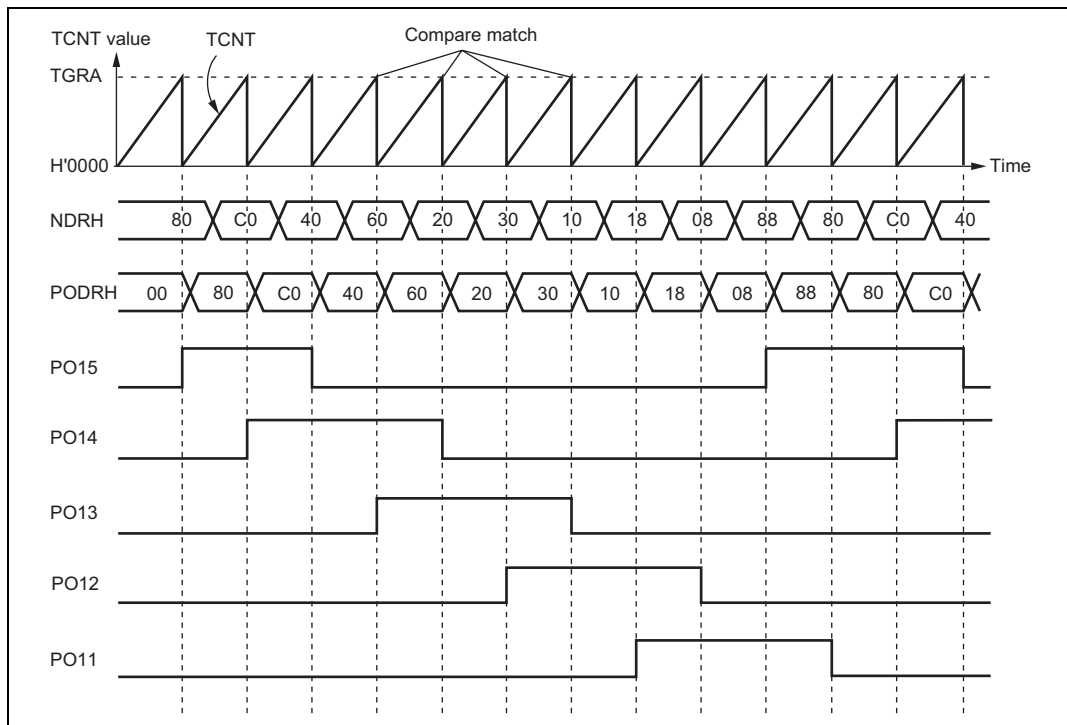 TCNT value
TCNT
Compare match
TGRA
H'0000
Time
NDRH
80 C0 40 60 20 30 10 18 08 88 80 C0 40
PODRH
00 80 C0 40 60 20 30 10 18 08 88 80 C0
PO15
PO14
PO13
PO12
PO11